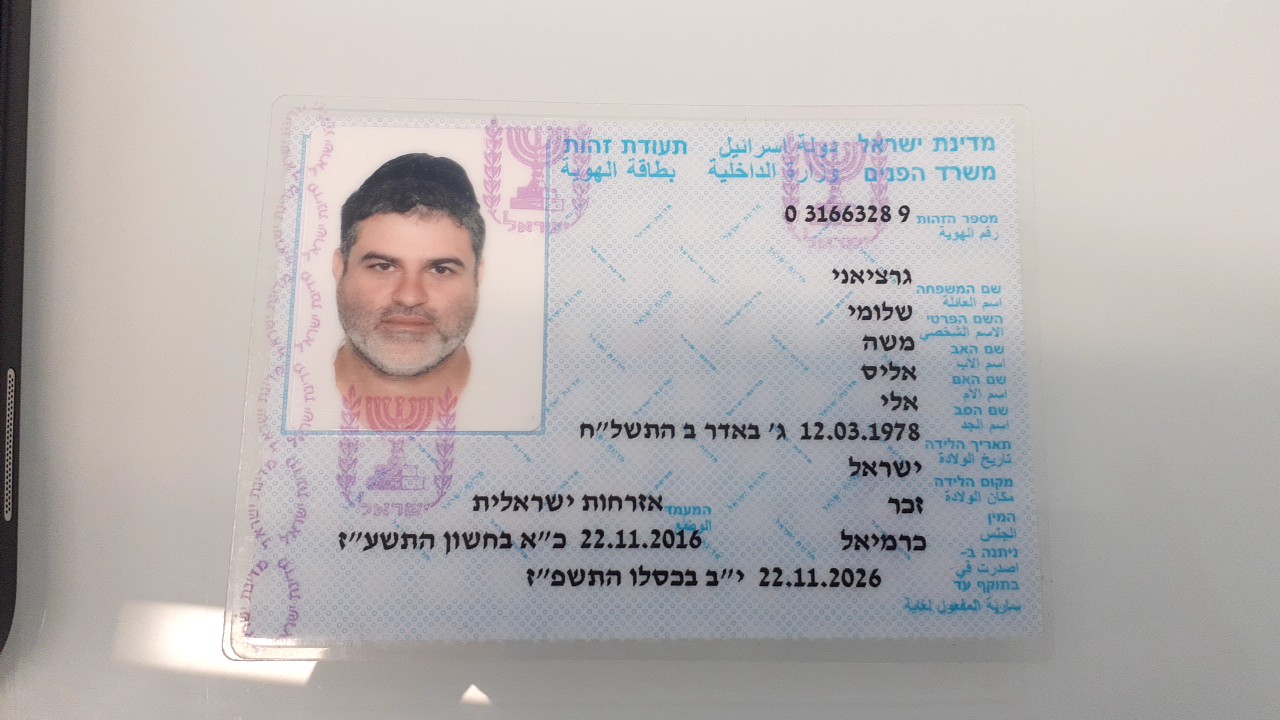 מדינת ישראל دولة اسرائيل תעודת זהות
משרד הפנים وزارة الداخلية بطاقة الهوية
מספר הזהות 0 3166328 9
رقم الهوية
שם המשפחה גרציאני
اسم العائلة
השם הפרטי שלומי
الاسم الشخصي
שם האב משה
اسم الاب
שם האם אליס
اسم الام
שם הסב אלי
اسم الجد
תאריך הלידה 12.03.1978 ג׳ באדר ב התשל״ח
تاريخ الولادة
מקום הלידה ישראל
مكان الولادة
המין זכר המעמד אזרחות ישראלית
الجنس الوضع
ניתנה ב- כרמיאל 22.11.2016 כ״א בחשון התשע״ז
اصدرت في
בתוקף עד 22.11.2026 י״ב בכסלו התשפ״ז
سارية المفعول لغاية
ישראל
ישראל
ישראל